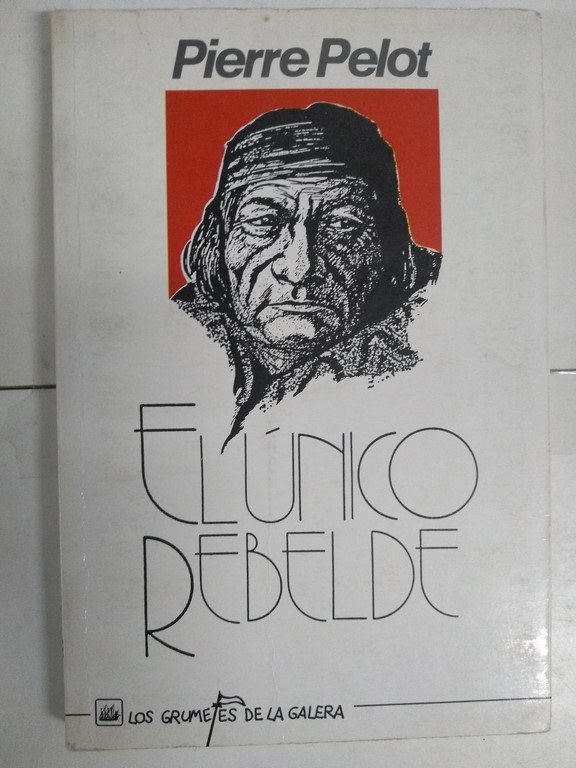 Pierre Pelot
EL ÚNICO
REBELDE
LOS GRUMETES DE LA GALERA